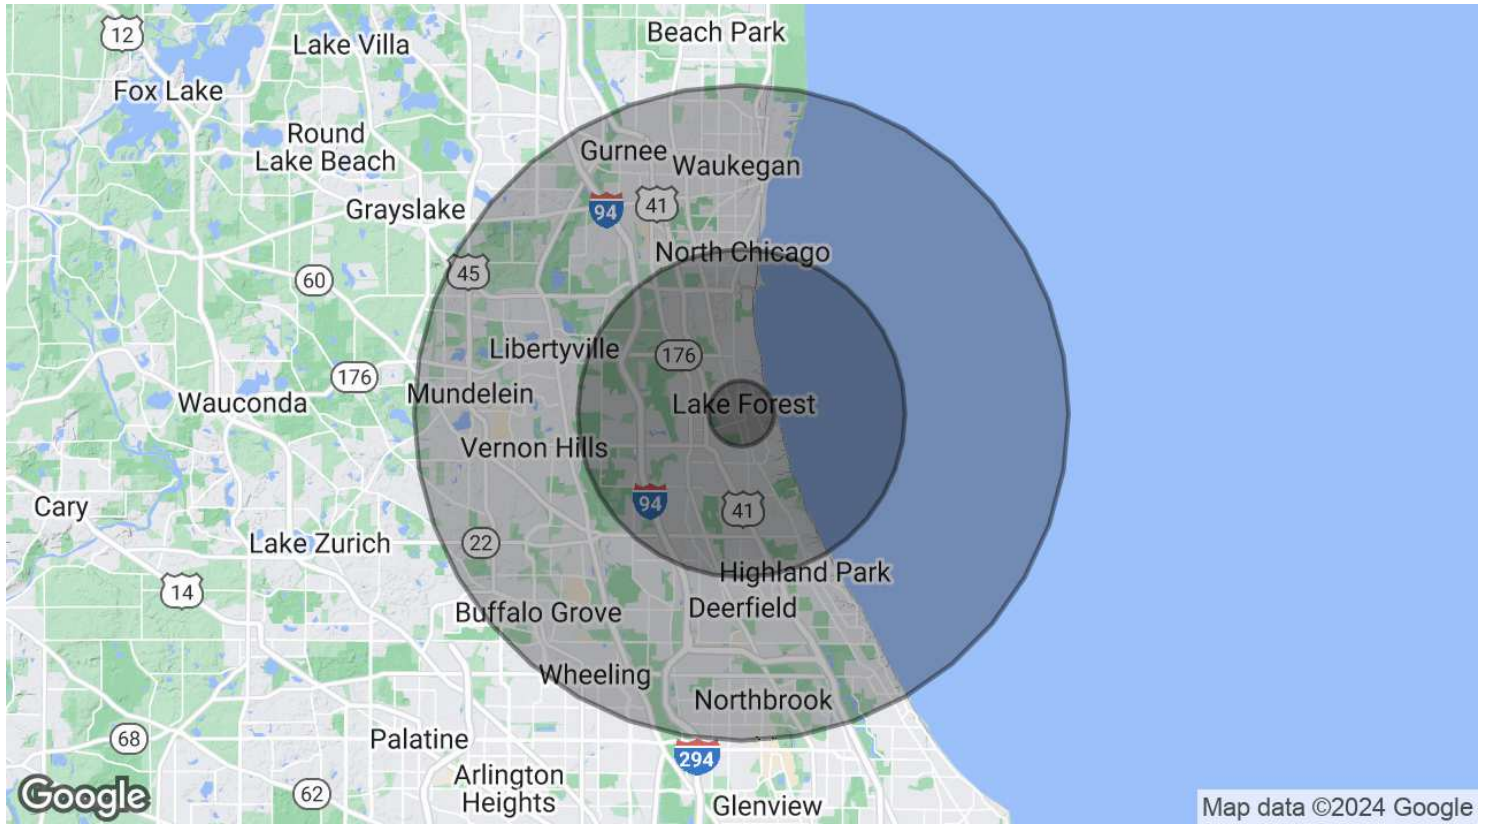 Beach Park
12
Lake Villa
Fox Lake
Round
Lake Beach
Gurnee
Waukegan
Grayslake
94
41
North Chicago
45
60
Libertyville
176
176
Mundelein
Wauconda
Lake Forest
Vernon Hills
94
41
Cary
Lake Zurich
22
14
Highland Park
Buffalo Grove
Deerfield
Wheeling
Northbrook
68
Palatine
294
Arlington
Heights
62
Google
Glenview
Map data ©2024 Google